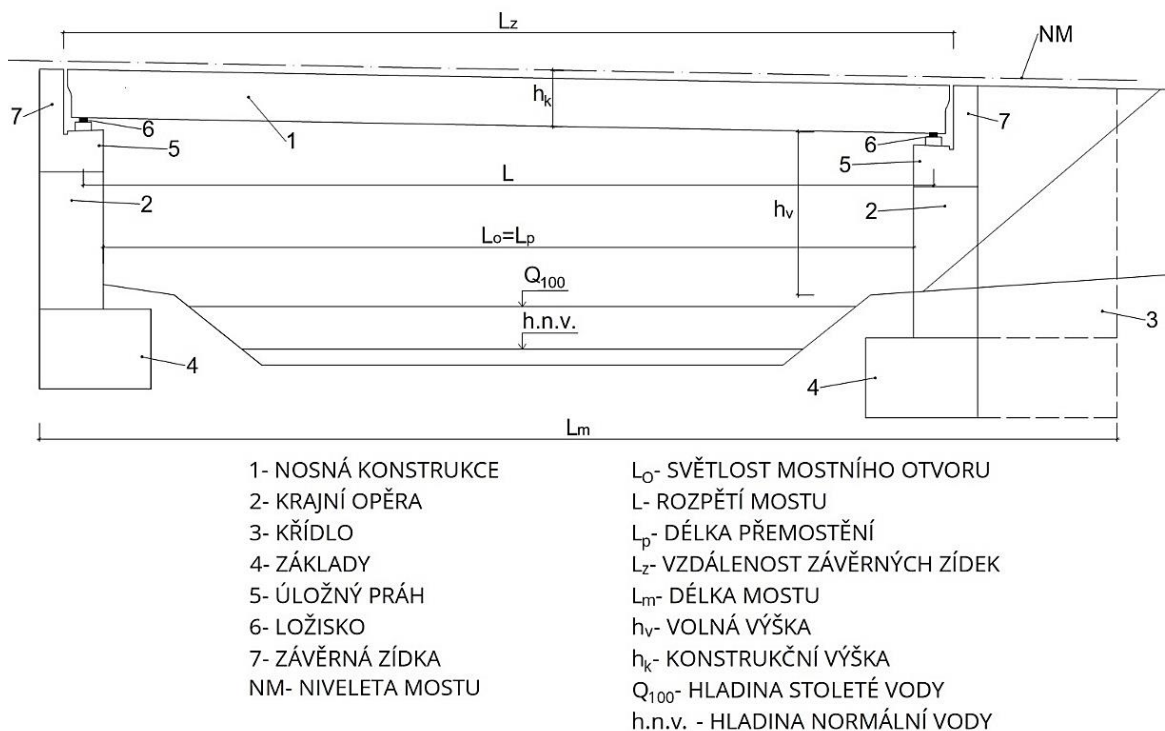 Lz
NM
7
hk
6
1
5
6
7
5
L
2
hv
2
Lo=Lp
Q100
h.n.v.
3
4
4
Lm
1- NOSNÁ KONSTRUKCE
2- KRAJNÍ OPĚRA
3- KŘÍDLO
4- ZÁKLADY
5- ÚLOŽNÝ PRÁH
6- LOŽISKO
7- ZÁVĚRNÁ ZÍDKA
NM- NIVELETA MOSTU
LO- SVĚTLOST MOSTNÍHO OTVORU
L- ROZPĚTÍ MOSTU
Lp- DÉLKA PŘEMOSTĚNÍ
Lz- VZDÁLENOST ZÁVĚRNÝCH ZÍDEK
Lm- DÉLKA MOSTU
hv- VOLNÁ VÝŠKA
hk- KONSTRUKČNÍ VÝŠKA
Q100- HLADINA STOLETÉ VODY
h.n.v. - HLADINA NORMÁLNÍ VODY